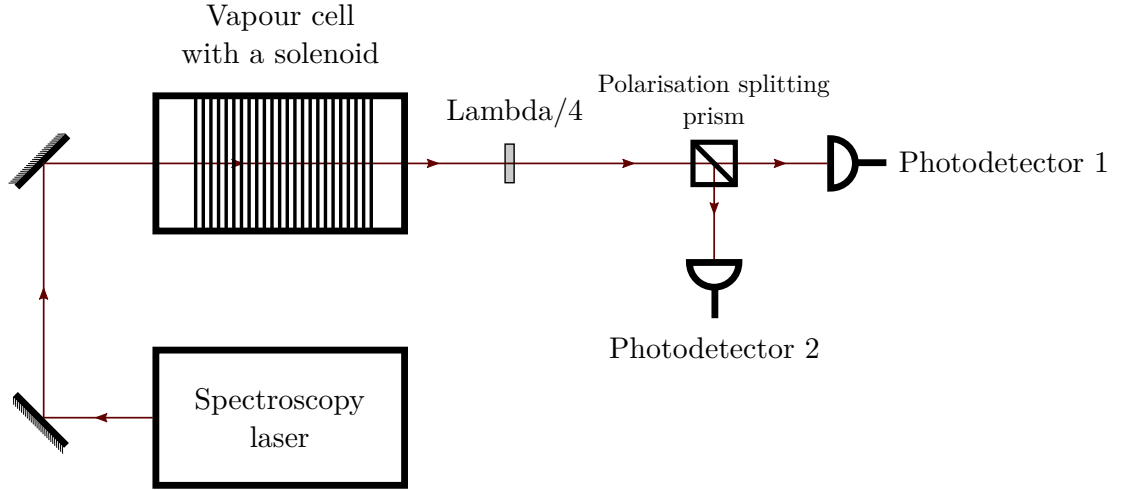 Vapour cell
with a solenoid
Lambda/4
Polarisation splitting
prism
Photodetector 1
Photodetector 2
Spectroscopy
laser